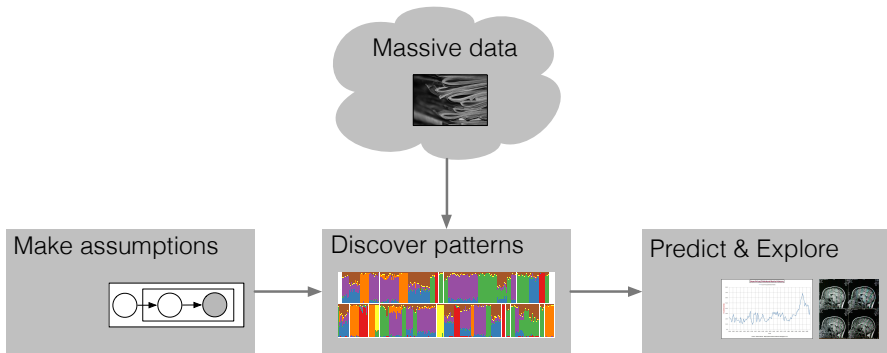 Massive data
Make assumptions
Discover patterns
Predict & Explore